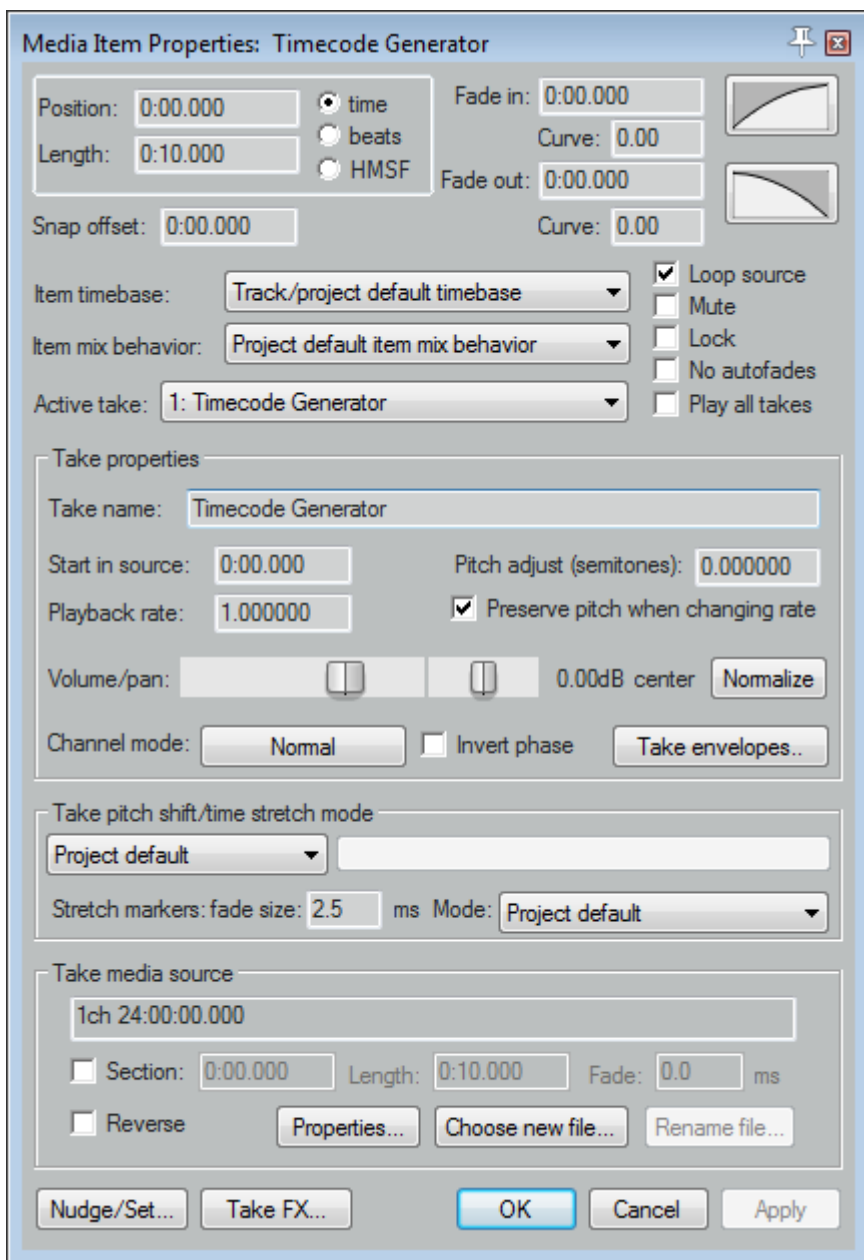 Media Item Properties: Timecode Generator
Position: 0:00.000 time Fade in: 0:00.000
beats Curve: 0.00
Length: 0:10.000 HMSF Fade out: 0:00.000
Snap offset: 0:00.000 Curve: 0.00
Item timebase: Track/project default timebase Loop source
Mute
Item mix behavior: Project default item mix behavior Lock
No autofades
Active take: 1: Timecode Generator Play all takes
Take properties
Take name: Timecode Generator
Start in source: 0:00.000 Pitch adjust (semitones): 0.000000
Playback rate: 1.000000 Preserve pitch when changing rate
Volume/pan: 0.00dB center Normalize
Channel mode: Normal Invert phase Take envelopes..
Take pitch shift/time stretch mode
Project default
Stretch markers: fade size: 2.5 ms Mode: Project default
Take media source
1ch 24:00:00.000
Section: 0:00.000 Length: 0:10.000 Fade: 0.0 ms
Reverse Properties... Choose new file... Rename file...
Nudge/Set... Take FX... OK Cancel Apply